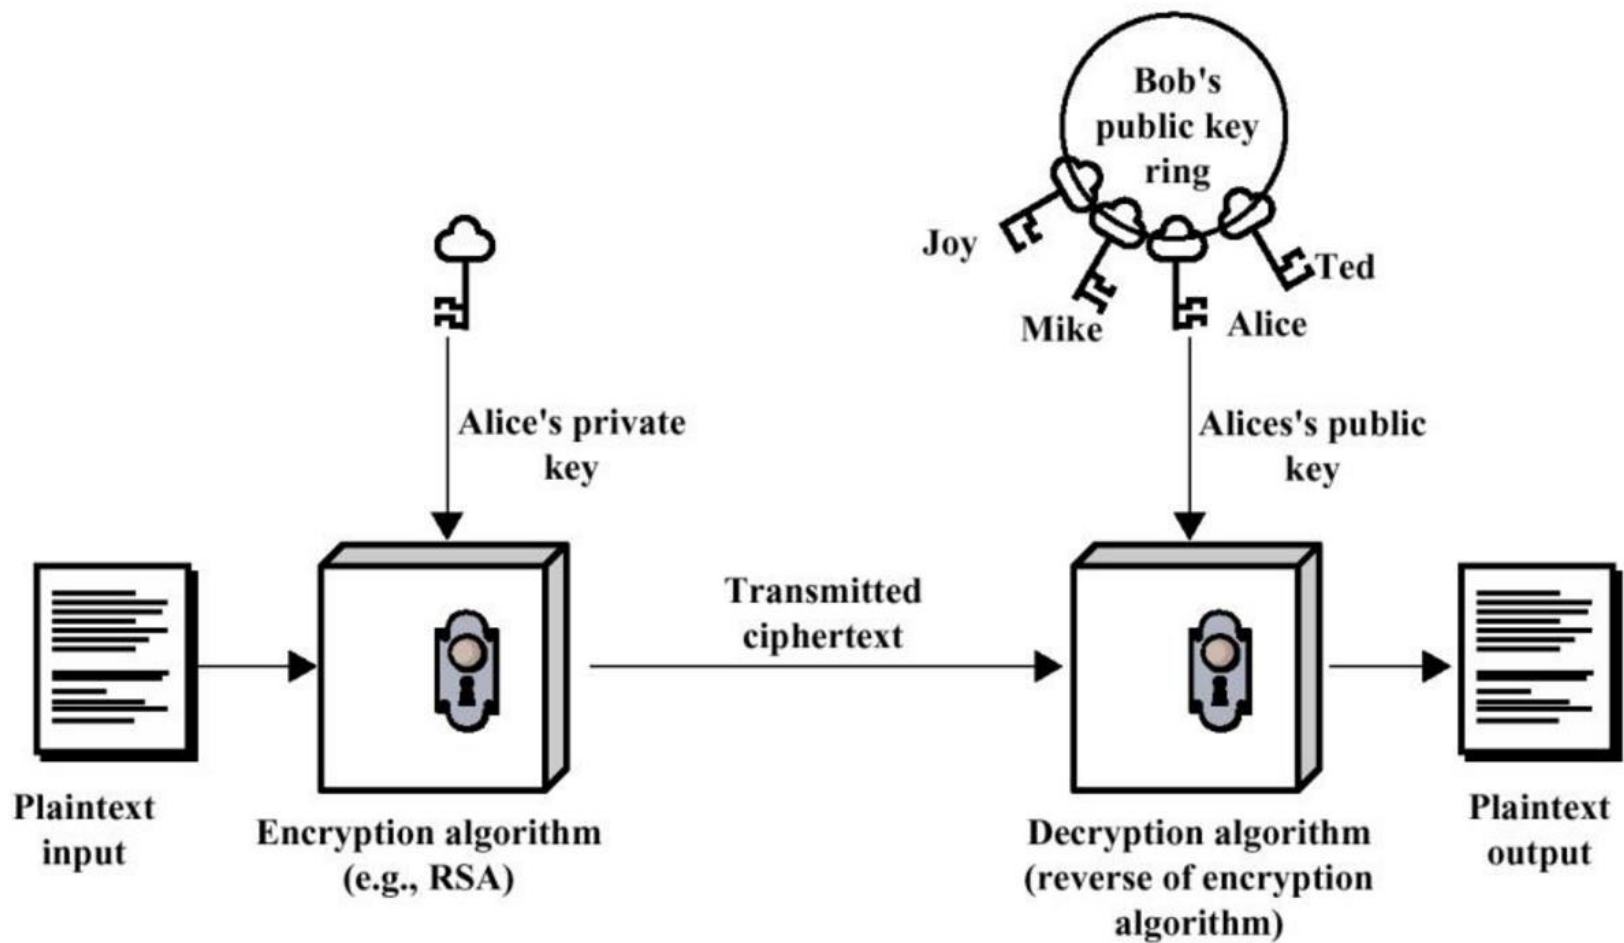 Bob's
public key
ring
Joy
Ted
Mike
Alice
Alice's private
key
Alices's public
key
Transmitted
ciphertext
Plaintext
input
Encryption algorithm
(e.g., RSA)
Decryption algorithm
(reverse of encryption
algorithm)
Plaintext
output